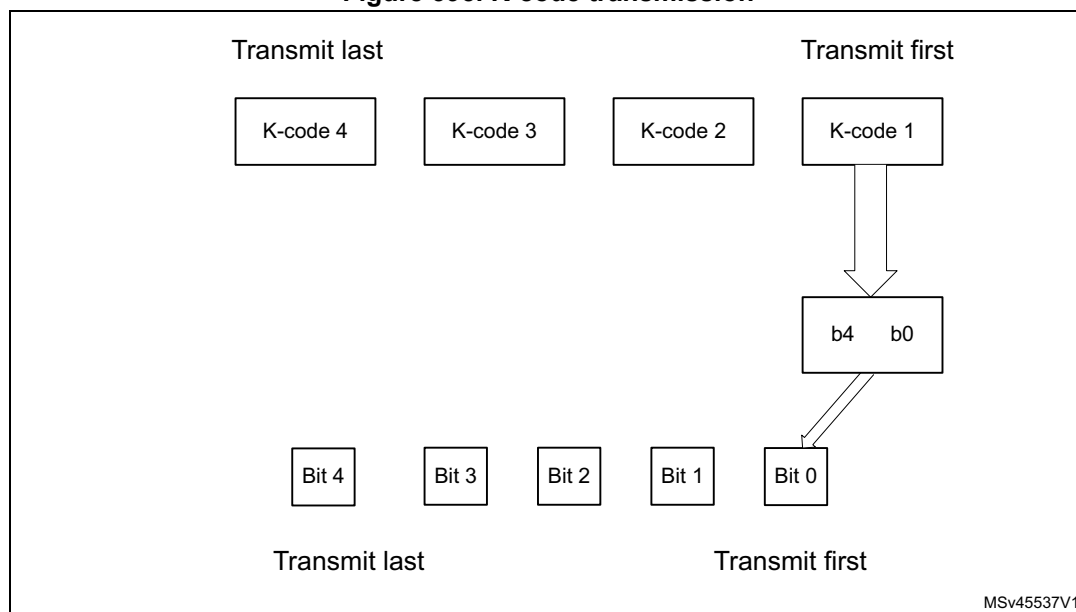 Transmit last Transmit first
K-code 4 K-code 3 K-code 2 K-code 1
b4 b0
Bit 4 Bit 3 Bit 2 Bit 1 Bit 0
Transmit last Transmit first
MSv45537V1